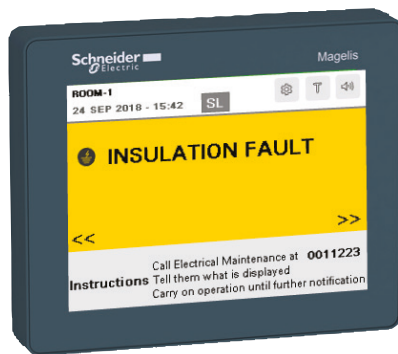 Schneider
Electric
Magelis
ROOM-1
24 SEP 2018 - 15:42
SL
T
INSULATION FAULT
<<
>>
Instructions
Call Electrical Maintenance at 0011223
Tell them what is displayed
Carry on operation until further notification